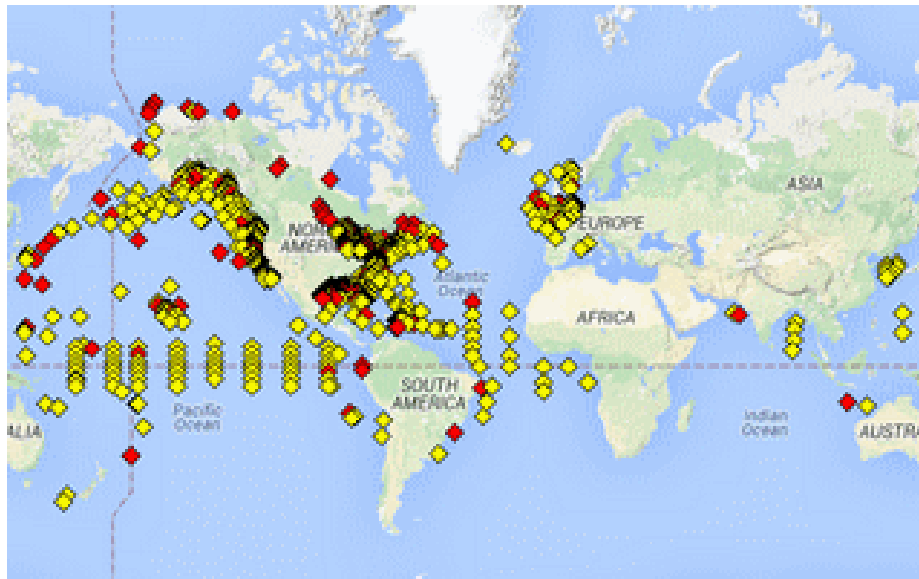 ASIA
NORTH
AMERICA
EUROPE
Atlantic
Ocean
AFRICA
SOUTH
AMERICA
Pacific
Ocean
Indian
Ocean
ALIA
AUSTRA